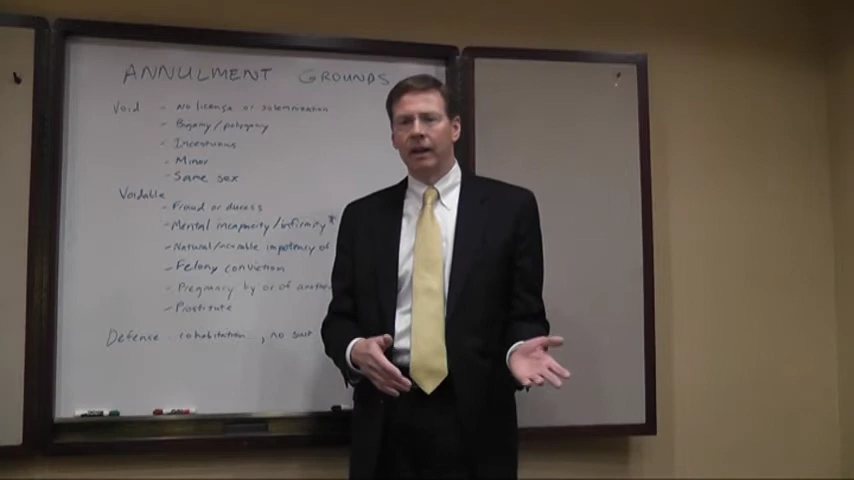 ANNULMENT GROUNDS
Void - No license or solemnization
- Bigamy/polygamy
- Incestuous
- Minor
- Same sex
Voidable
- Fraud or duress
- Mental incapacity/infirmity*
- Natural/incurable impotency of
- Felony conviction
- Pregnancy by or of anothe
- Prostitute
Defense cohabitation, no suit